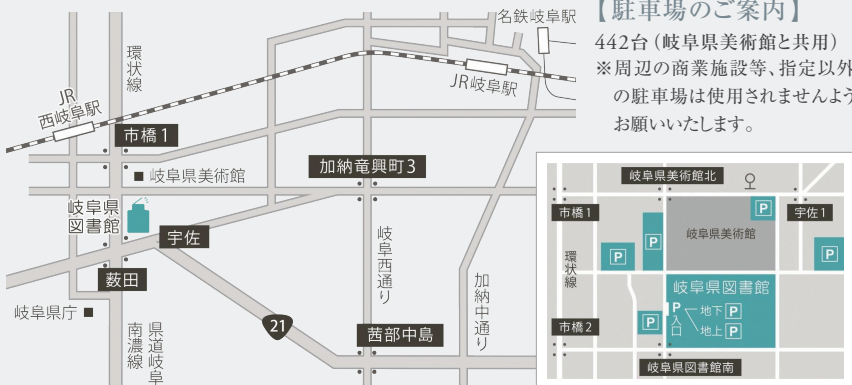 【駐車場のご案内】
442台（岐阜県美術館と共用）
※周辺の商業施設等、指定以外
の駐車場は使用されませんよう
お願いいたします。
名鉄岐阜駅
JR岐阜駅
環状線
JR
西岐阜駅
市橋1
岐阜県美術館
加納竜興町3
岐阜県
図書館
宇佐
薮田
岐阜県庁
県道岐阜
南濃線
21
岐阜西通り
加納中通り
茜部中島
岐阜県美術館北
市橋1
P
宇佐1
岐阜県美術館
P
P
P
環状線
岐阜県図書館
P
入口
地下P
地上P
P
市橋2
岐阜県図書館南